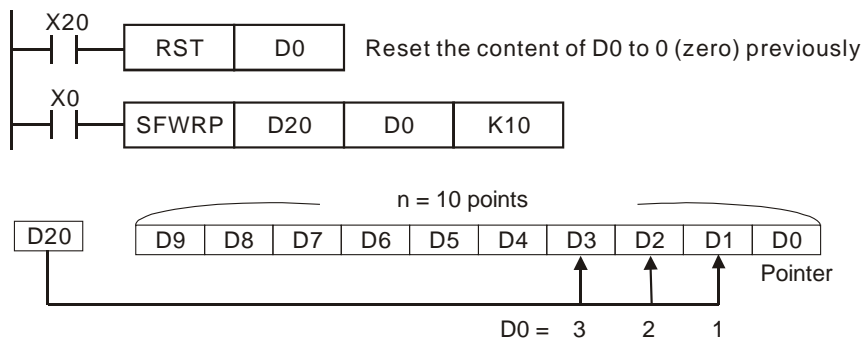 X20
RST D0 Reset the content of D0 to 0 (zero) previously
X0
SFWRP D20 D0 K10
n = 10 points
D20 D9 D8 D7 D6 D5 D4 D3 D2 D1 D0
Pointer
D0 = 3 2 1